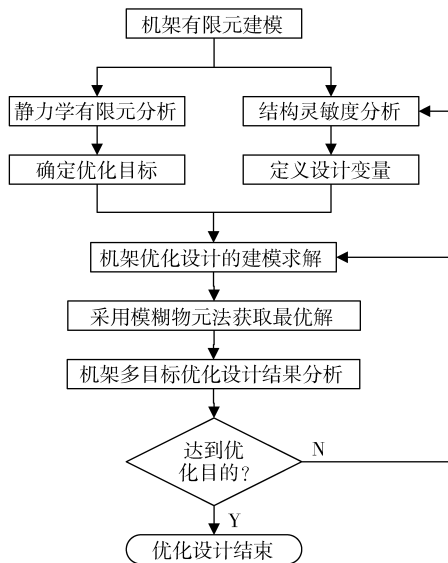 机架有限元建模
静力学有限元分析
结构灵敏度分析
确定优化目标
定义设计变量
机架优化设计的建模求解
采用模糊物元法获取最优解
机架多目标优化设计结果分析
达到优
化目的?
N
Y
优化设计结束